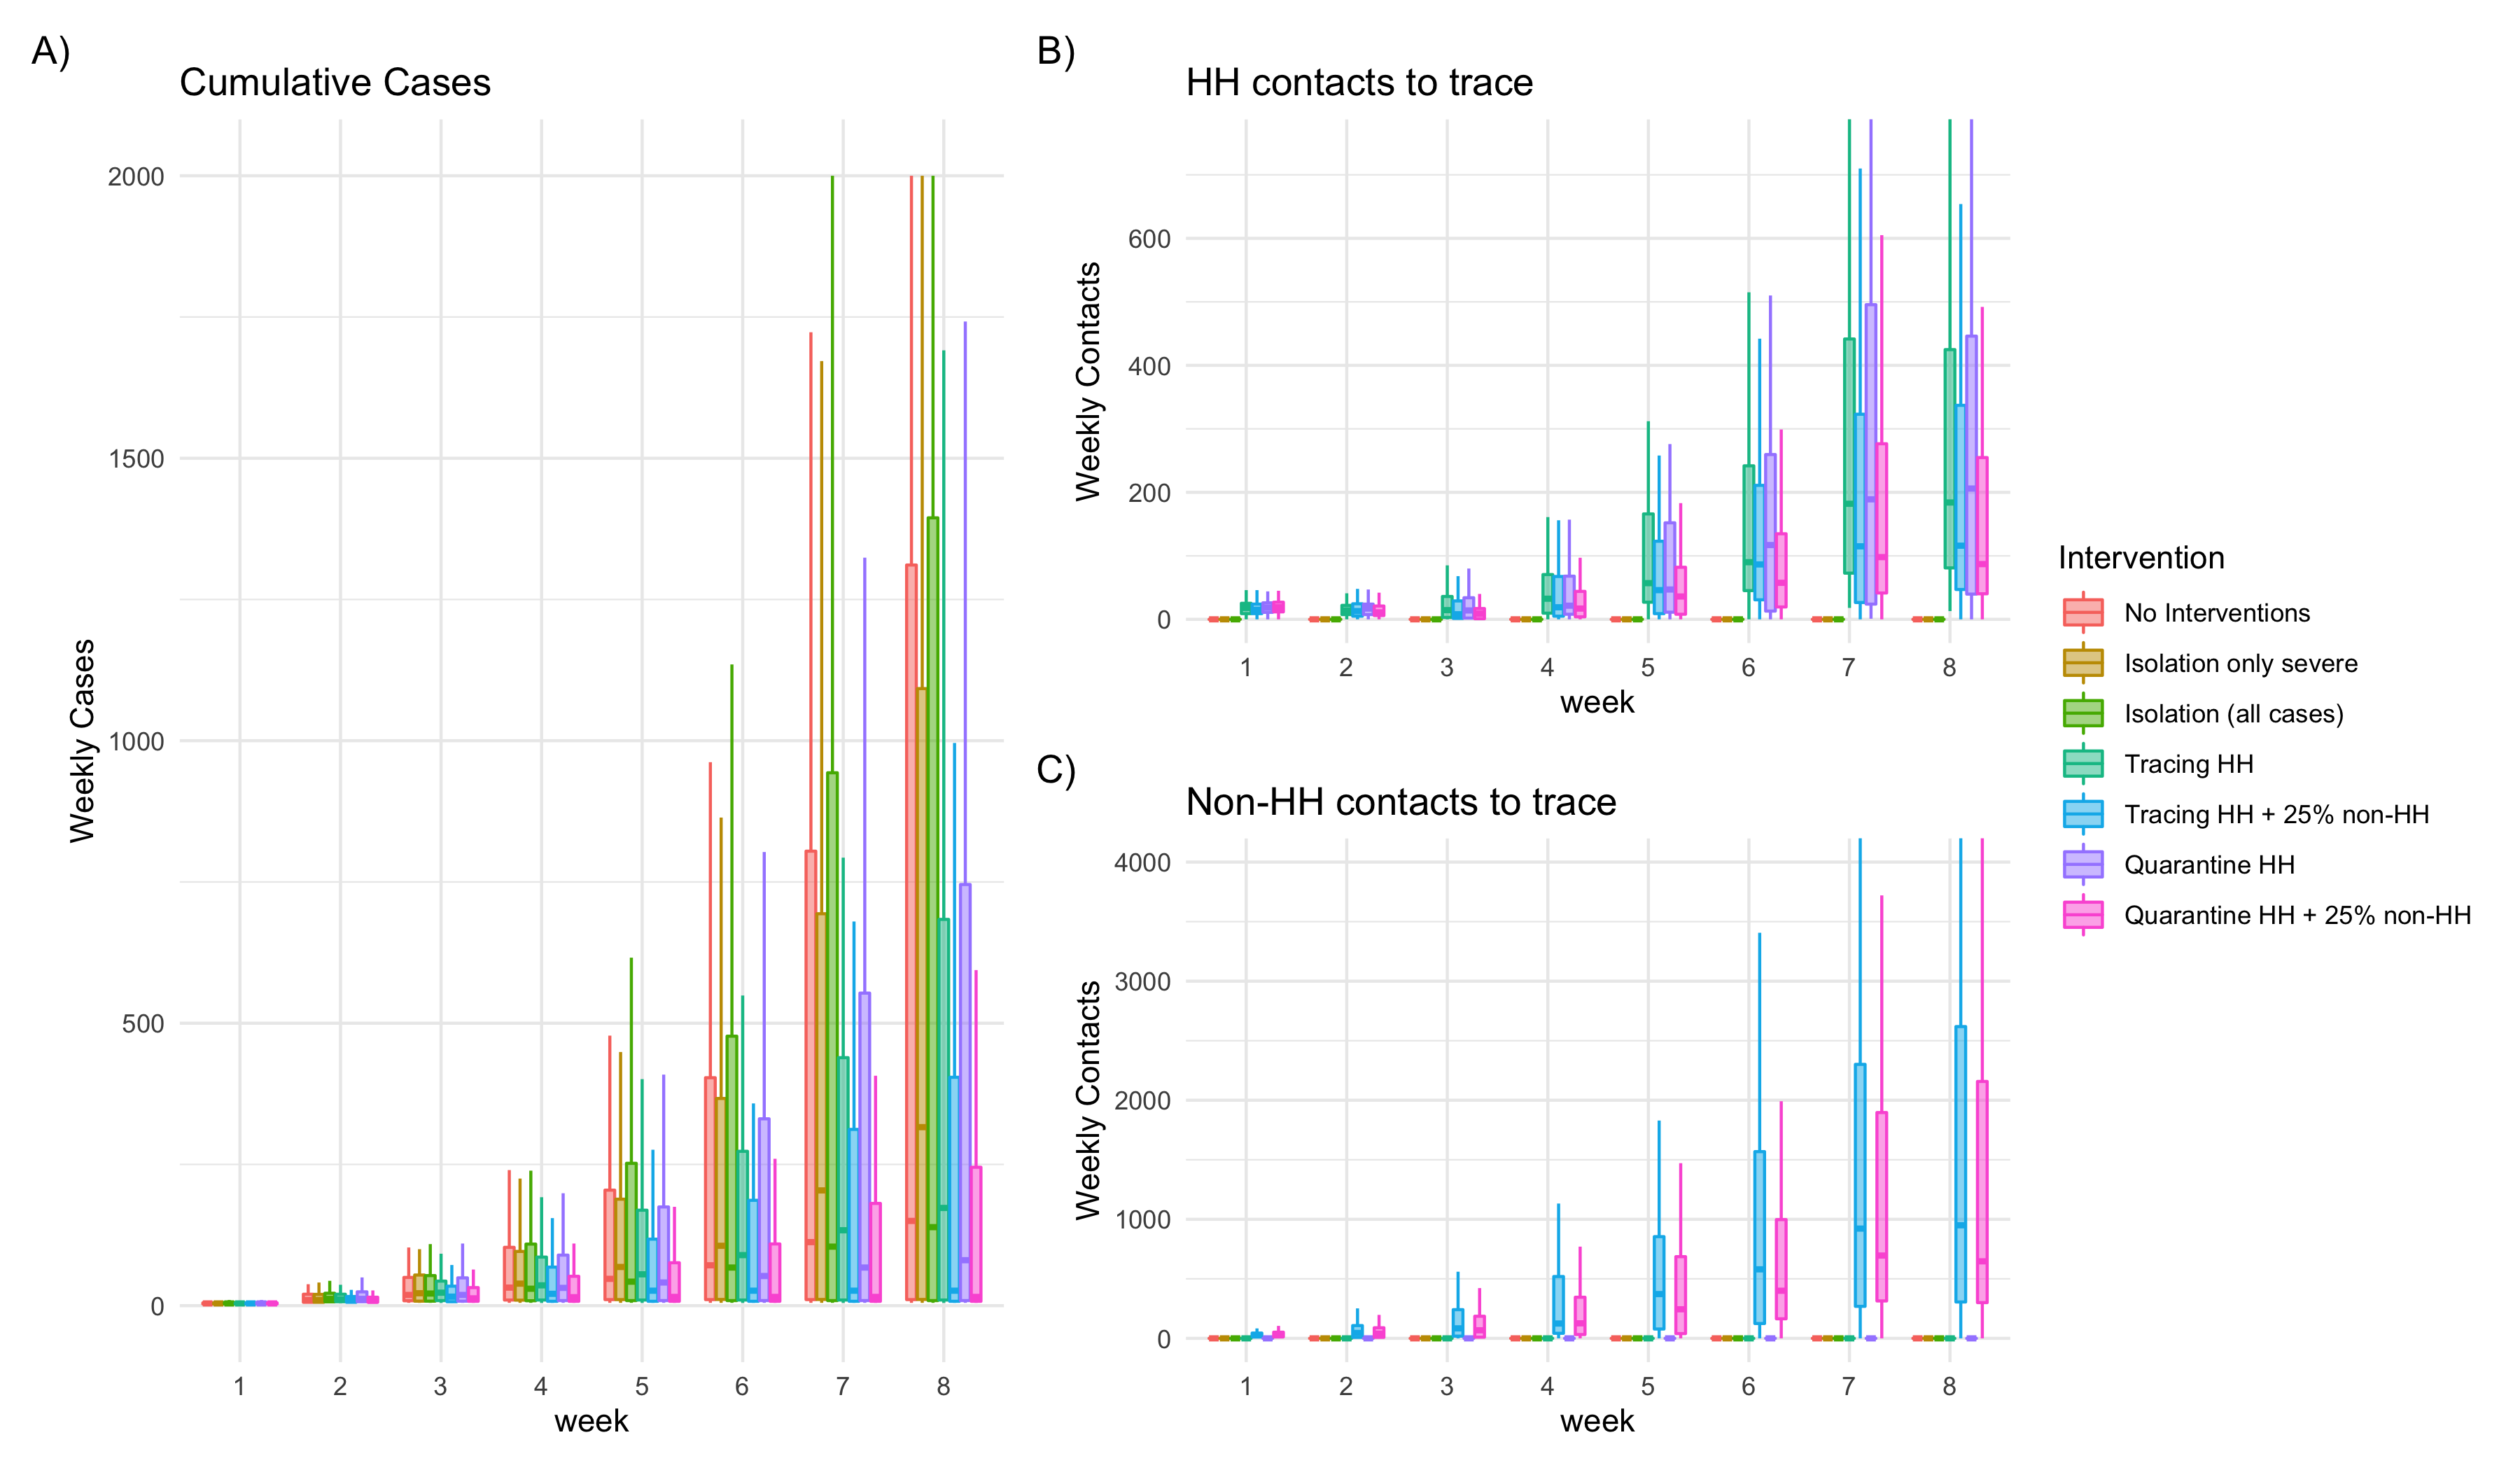 A)
Cumulative Cases
Weekly Cases
2000
1500
1000
500
0
1 2 3 4 5 6 7 8
week
B)
HH contacts to trace
Weekly Contacts
600
400
200
0
1 2 3 4 5 6 7 8
week
C)
Non-HH contacts to trace
Weekly Contacts
4000
3000
2000
1000
0
1 2 3 4 5 6 7 8
week
Intervention
No Interventions
Isolation only severe
Isolation (all cases)
Tracing HH
Tracing HH + 25% non-HH
Quarantine HH
Quarantine HH + 25% non-HH